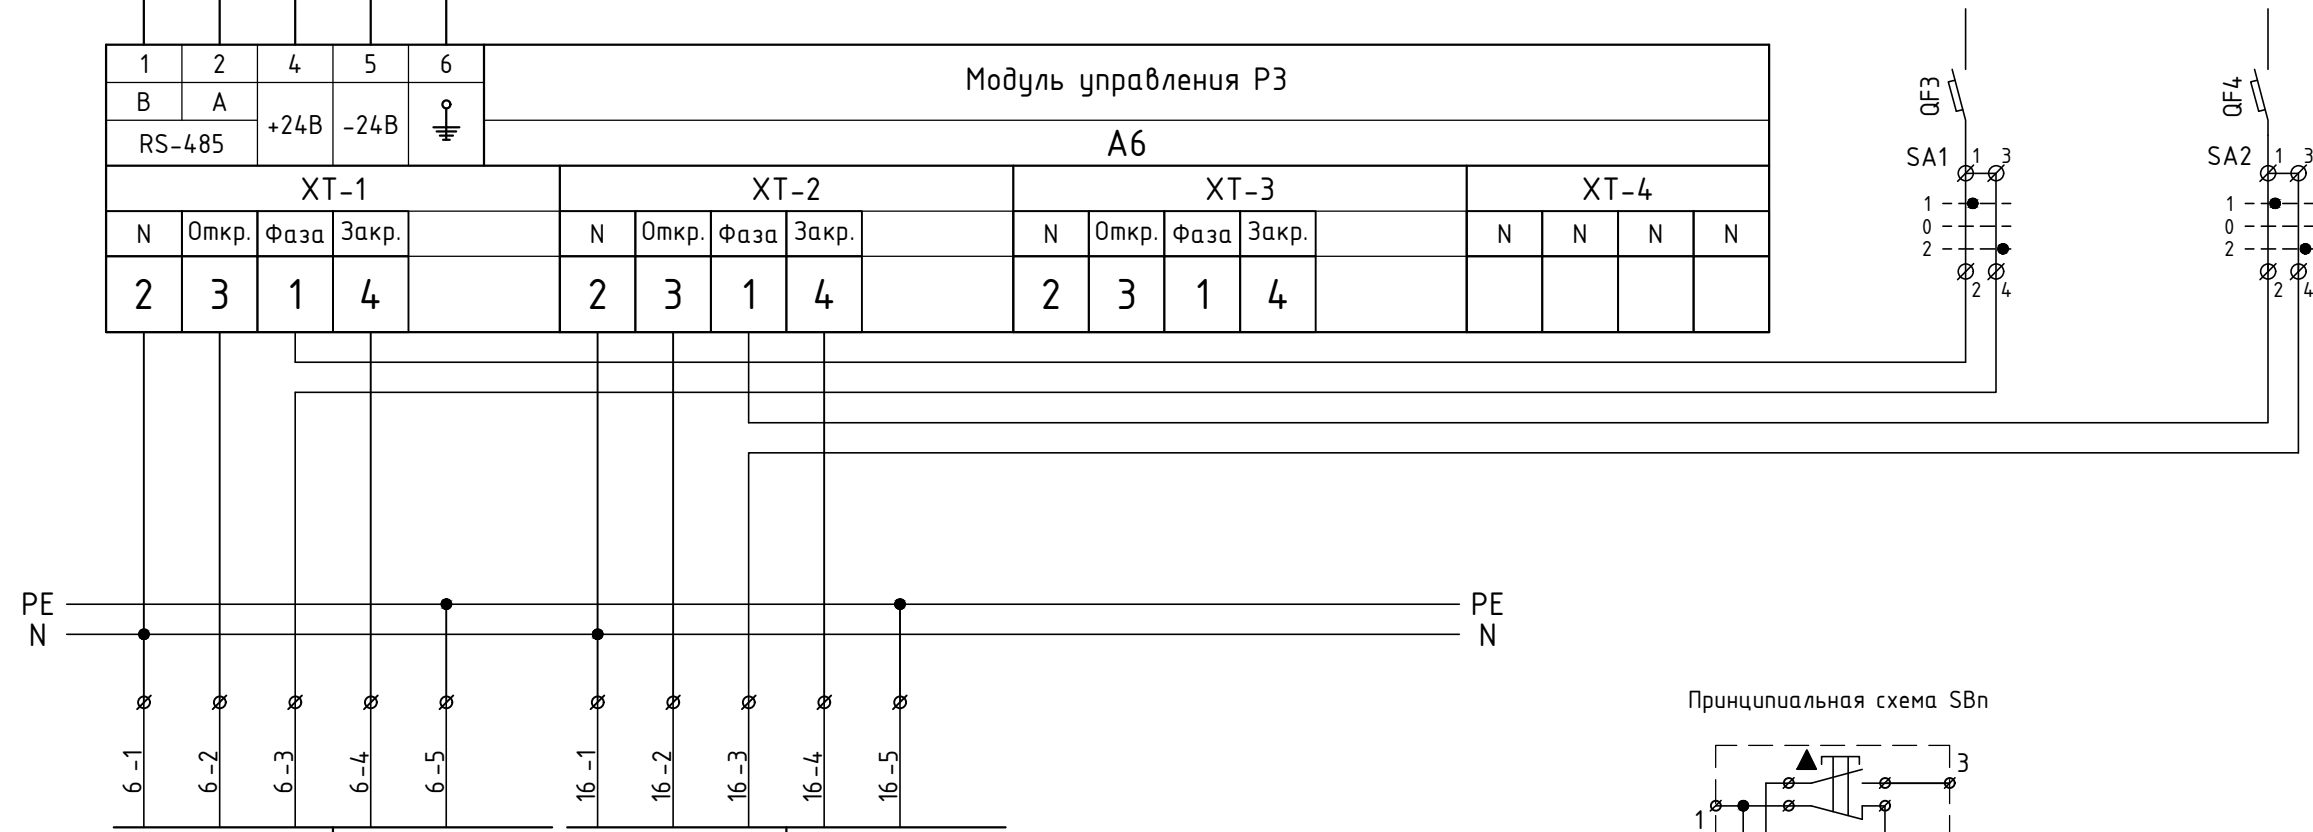 1 2 4 5 6 Модуль управления РЗ
B A +24В -24В
RS-485 А6
XT-1 XT-2 XT-3 XT-4
N Откр. Фаза Закр. N Откр. Фаза Закр. N Откр. Фаза Закр. N N N N
2 3 1 4 2 3 1 4 2 3 1 4
QF3
SA1 1 3
1
0
2
2 4
QF4
SA2 1 3
1
0
2
2 4
PE PE
N N
6-1 6-2 6-3 6-4 6-5 16-1 16-2 16-3 16-4 16-5
Принципиальная схема SBn
3
1